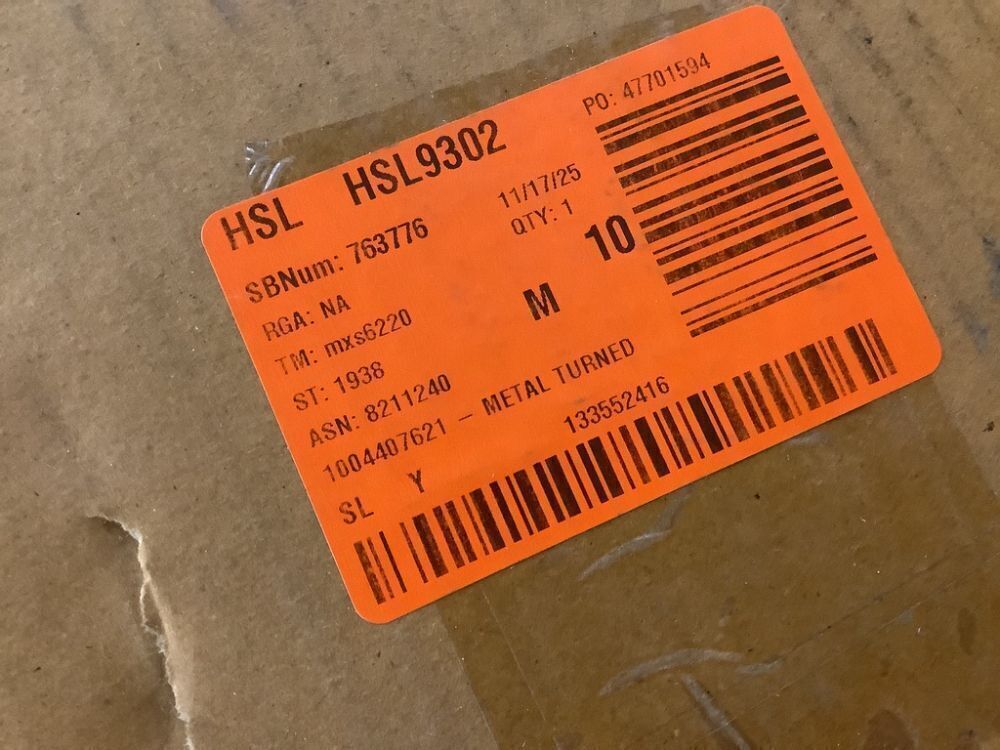 HSL HSL9302
PO: 47701594
SBNum: 763776 11/17/25
QTY: 1
RGA: NA 10
TM: mxs6220 M
ST: 1938
ASN: 8211240
1004407621 – METAL TURNED
SL Y 133552416